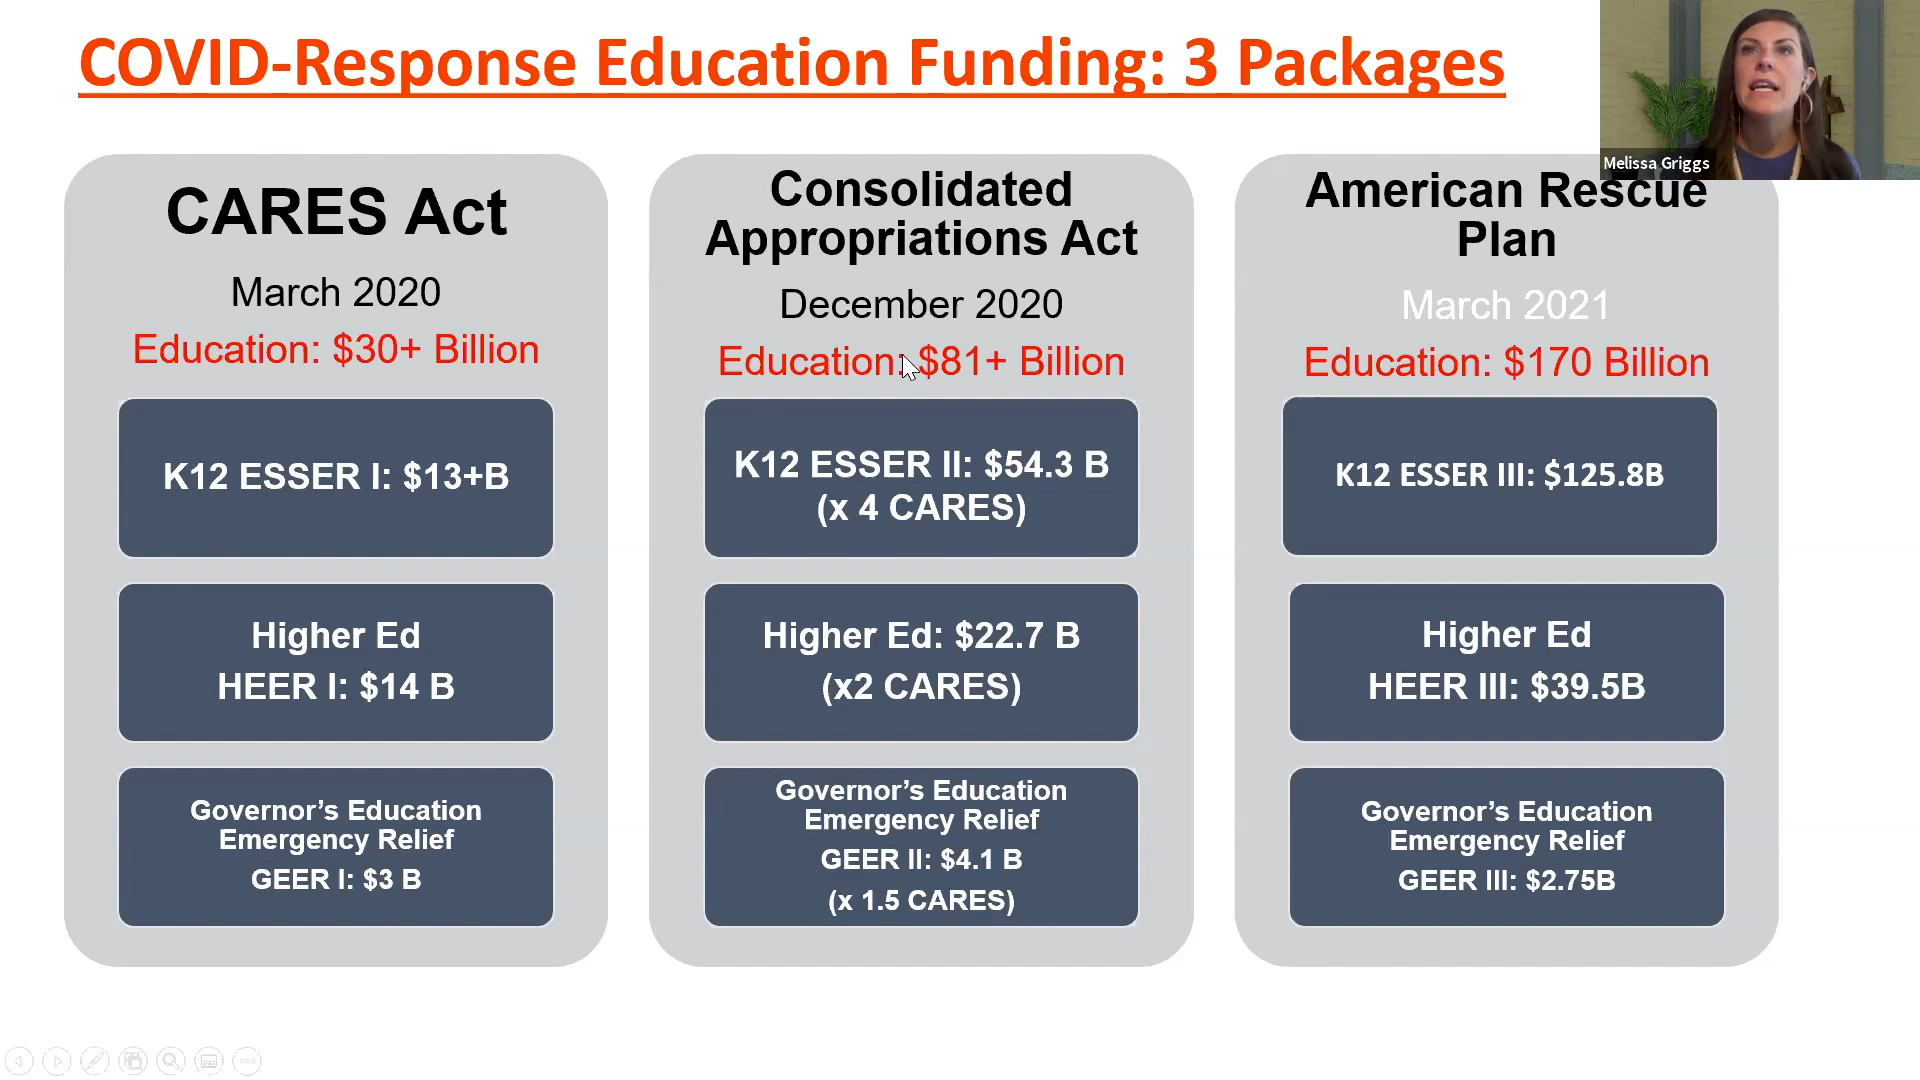 COVID-Response Education Funding: 3 Packages
Melissa Griggs
CARES Act
March 2020
Education: $30+ Billion
K12 ESSER I: $13+B
Higher Ed
HEER I: $14 B
Governor’s Education
Emergency Relief
GEER I: $3 B
Consolidated
Appropriations Act
December 2020
Education: $81+ Billion
K12 ESSER II: $54.3 B
(x 4 CARES)
Higher Ed: $22.7 B
(x2 CARES)
Governor’s Education
Emergency Relief
GEER II: $4.1 B
(x 1.5 CARES)
American Rescue
Plan
March 2021
Education: $170 Billion
K12 ESSER III: $125.8B
Higher Ed
HEER III: $39.5B
Governor’s Education
Emergency Relief
GEER III: $2.75B